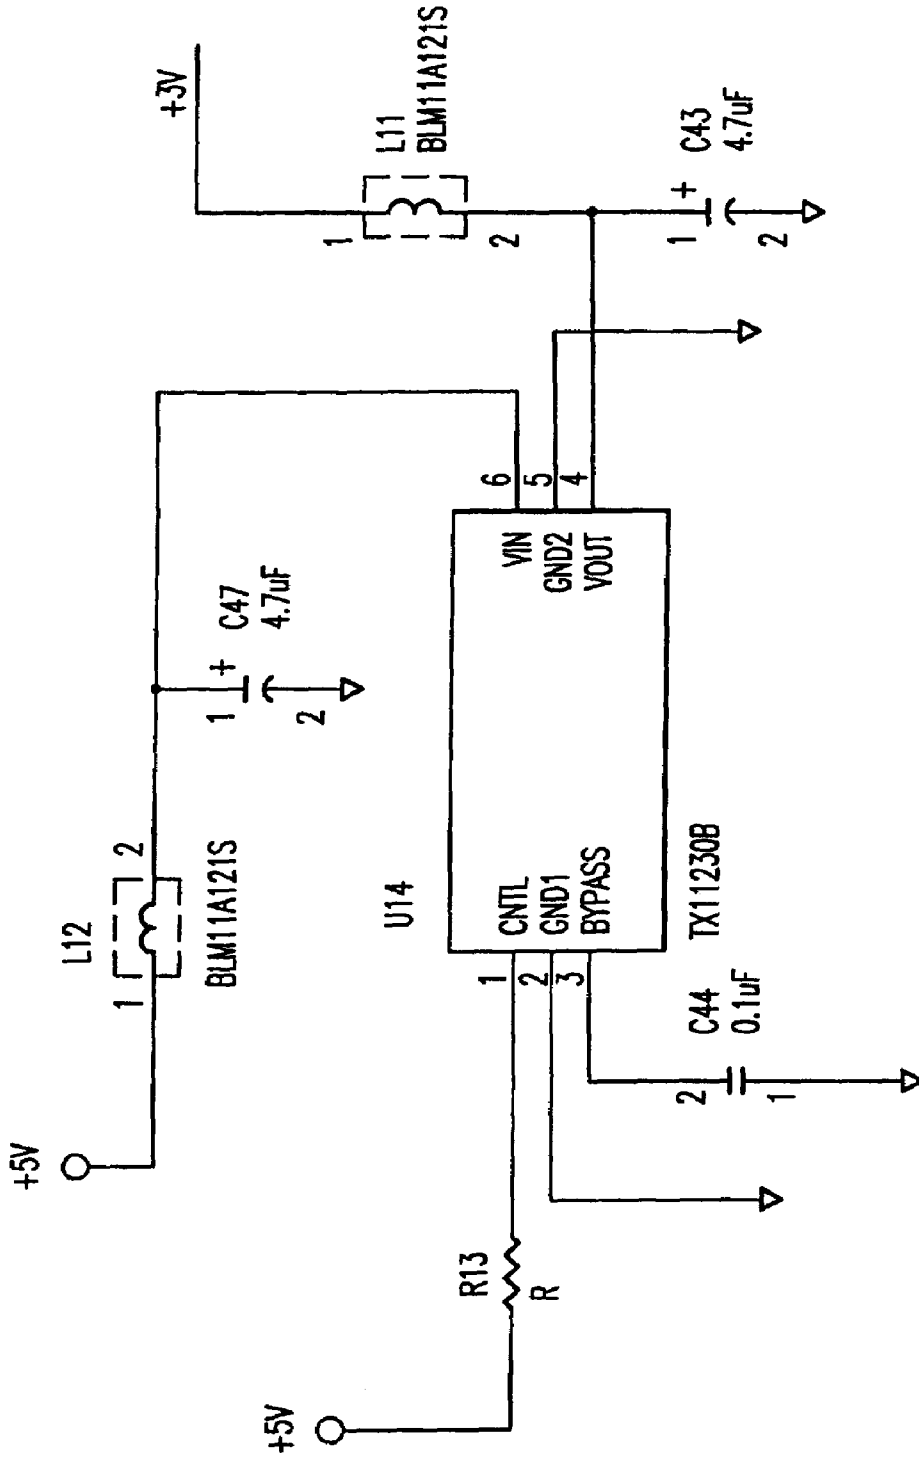 +5V
L12
1
2
BLM11A121S
C47
4.7uF
1
+
2
+3V
L11
BLM11A121S
1
2
C43
4.7uF
1
+
2
U14
1
CNTL
2
GND1
3
BYPASS
VIN
6
GND2
5
VOUT
4
TX11230B
+5V
R13
R
C44
0.1uF
2
1